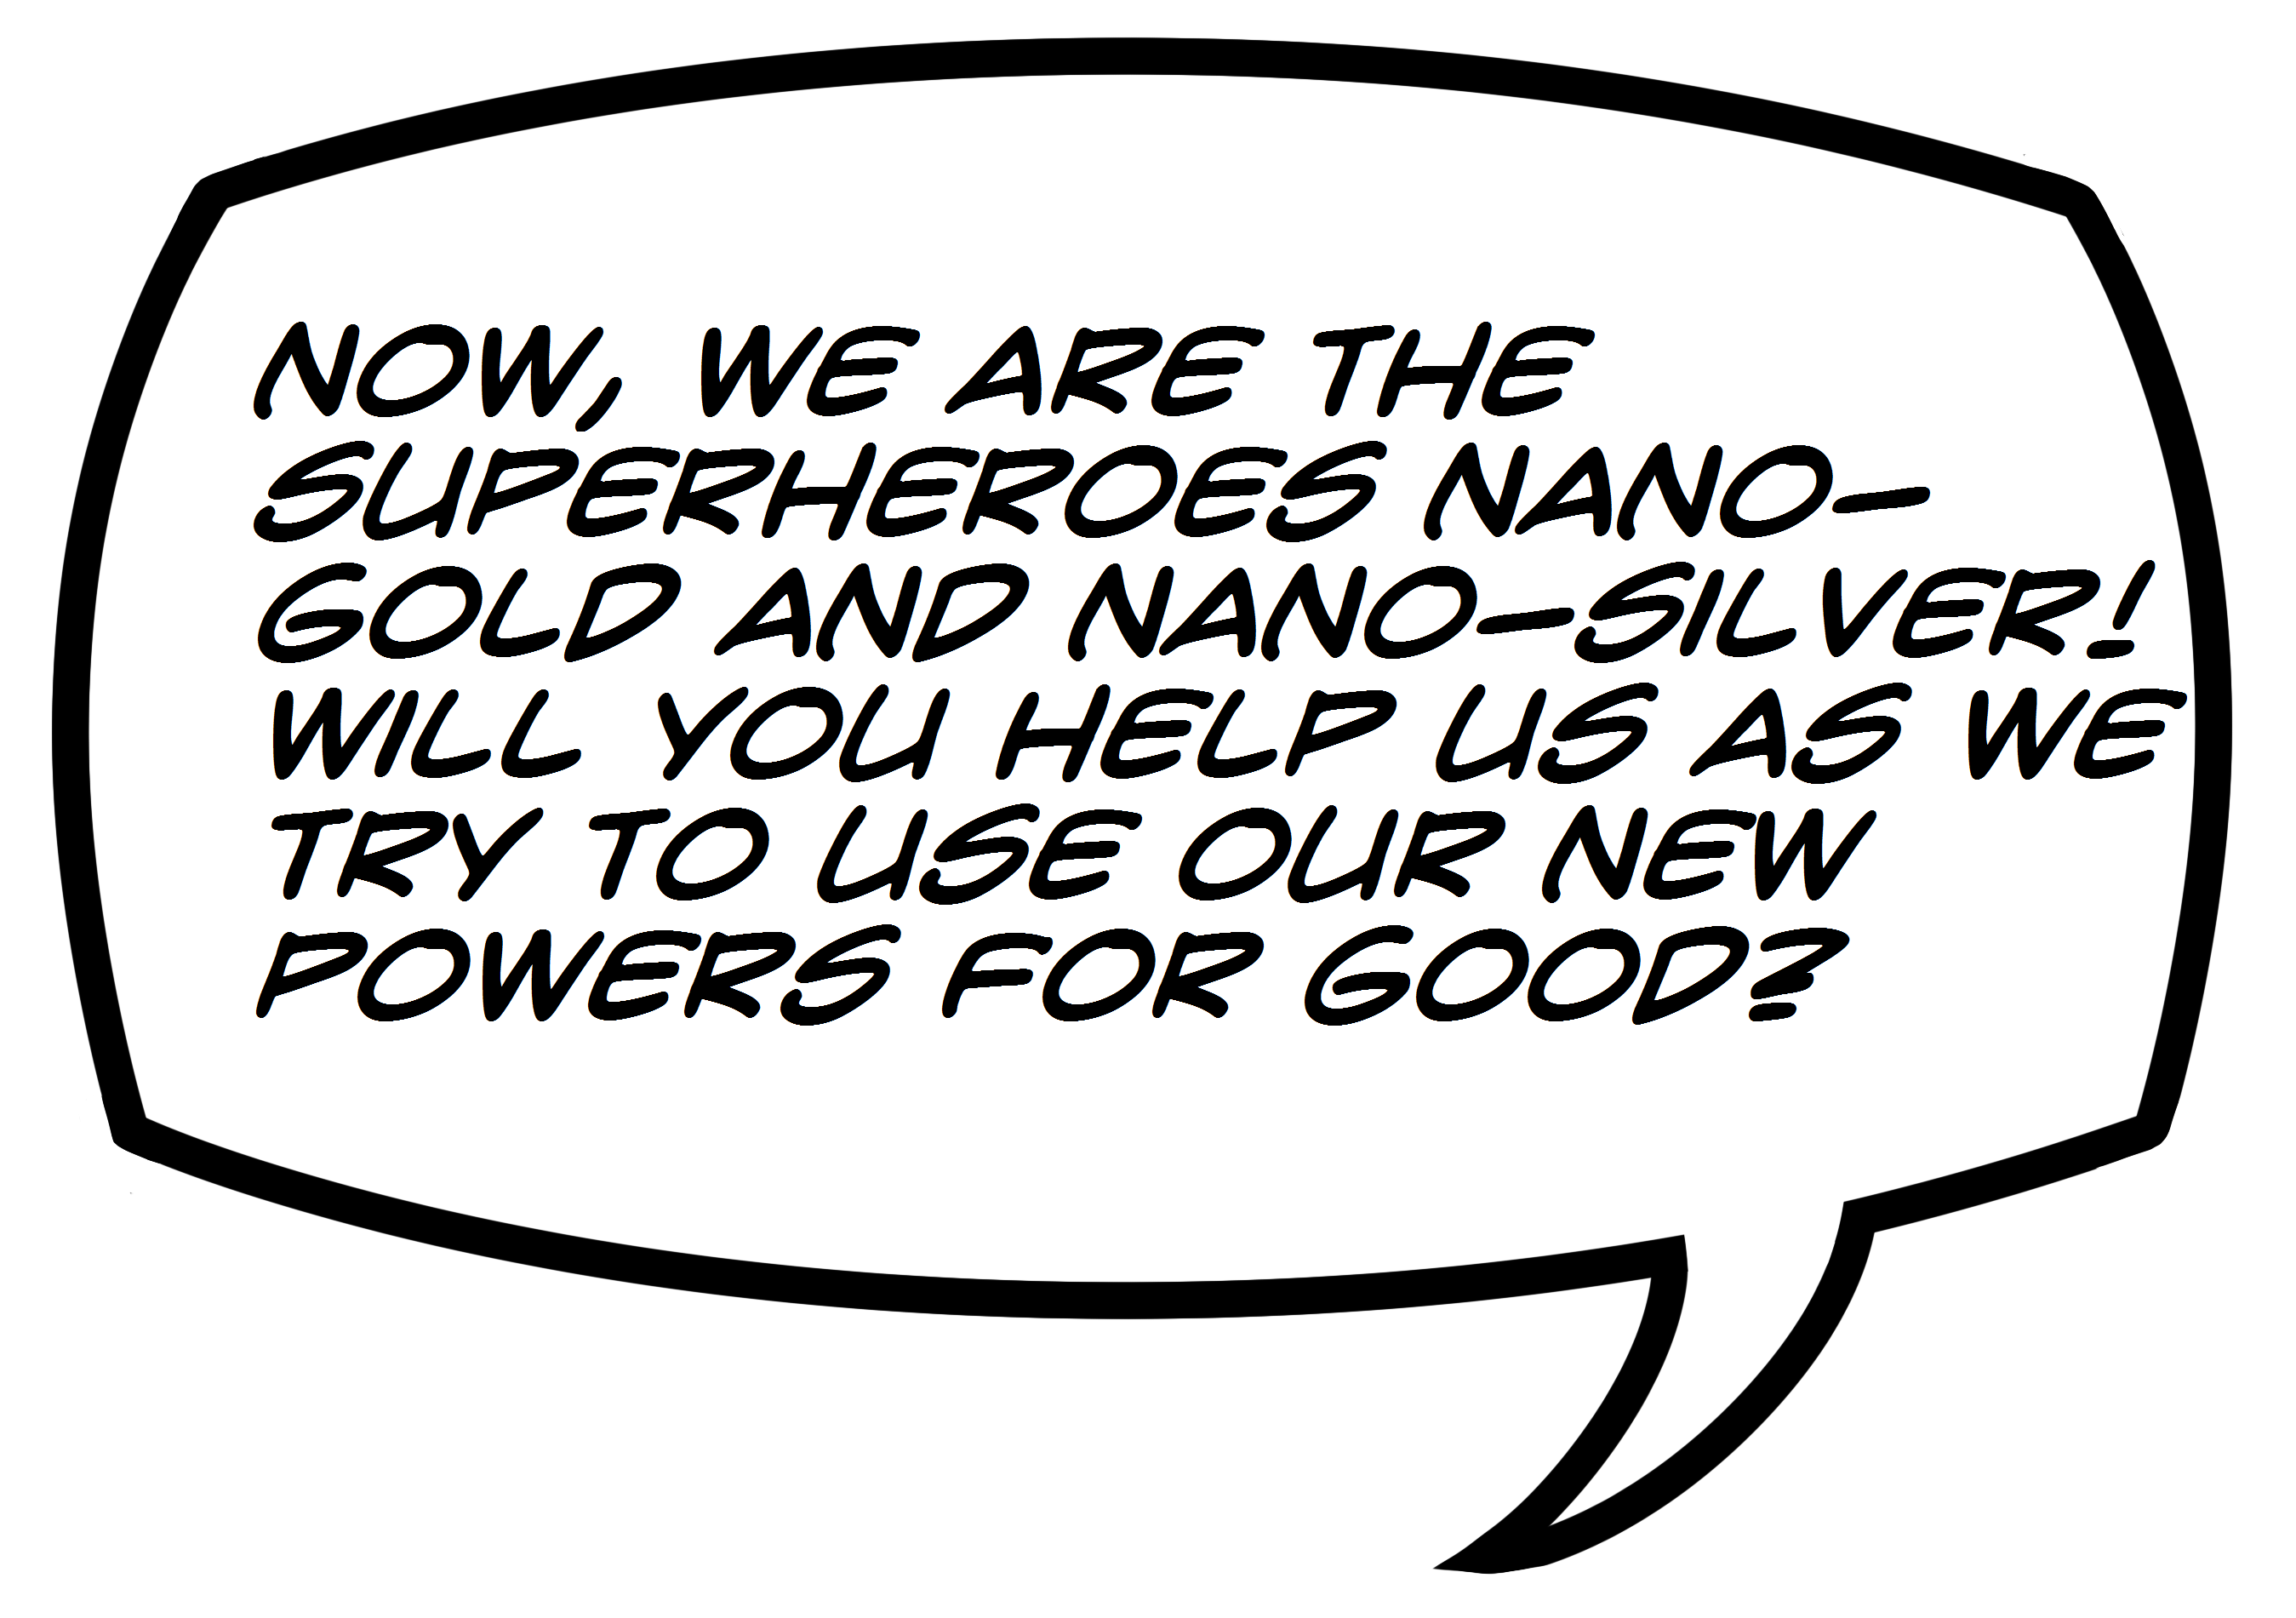 NOW, WE ARE THE
SUPERHEROES NANO-
GOLD AND NANO-SILVER!
WILL YOU HELP US AS WE
TRY TO USE OUR NEW
POWERS FOR GOOD?